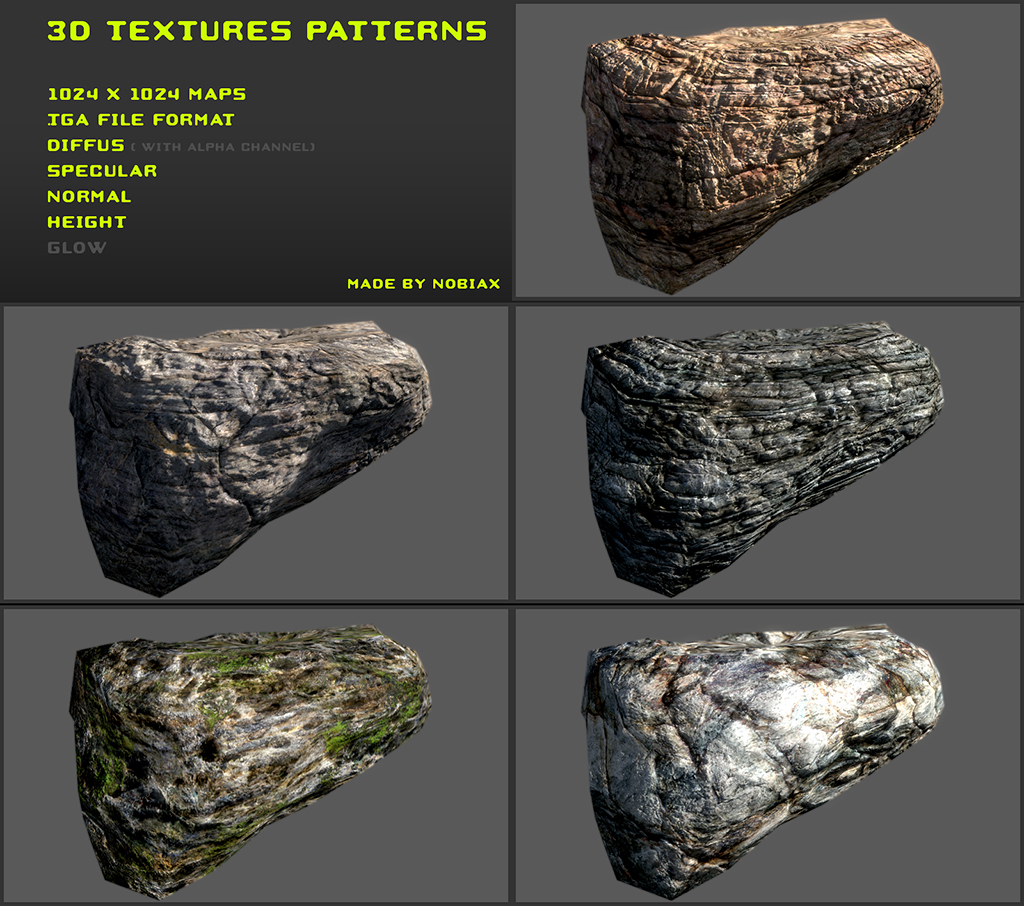 3D TEXTURES PATTERNS
1024 X 1024 MAPS
TGA FILE FORMAT
DIFFUS ( WITH ALPHA CHANNEL)
SPECULAR
NORMAL
HEIGHT
GLOW
MADE BY NOBIAX